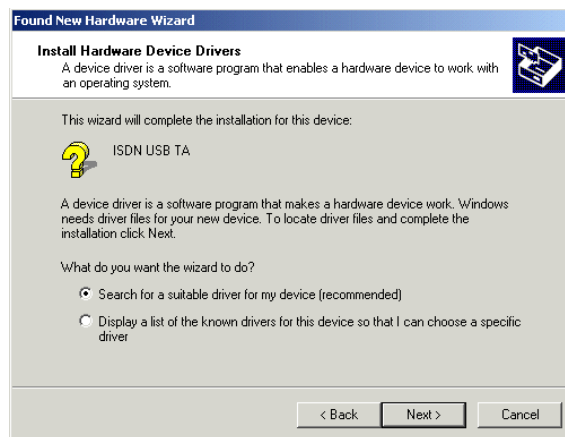 Found New Hardware Wizard
Install Hardware Device Drivers
A device driver is a software program that enables a hardware device to work with
an operating system.
This wizard will complete the installation for this device:
ISDN USB TA
A device driver is a software program that makes a hardware device work. Windows
needs driver files for your new device. To locate driver files and complete the
installation click Next.
What do you want the wizard to do?
Search for a suitable driver for my device (recommended)
Display a list of the known drivers for this device so that I can choose a specific
driver
< Back
Next >
Cancel